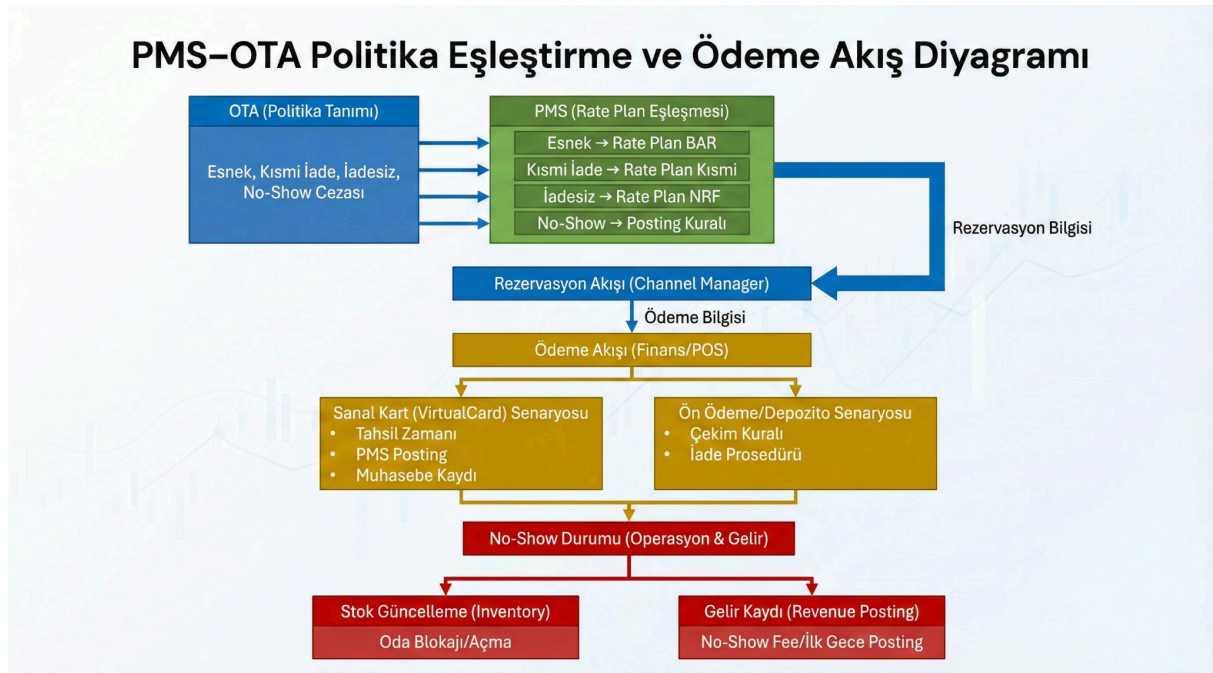 PMS–OTA Politika Eşleştirme ve Ödeme Akış Diyagramı
OTA (Politika Tanımı)
Esnek, Kısmi İade, İadesiz,
No-Show Cezası
PMS (Rate Plan Eşleşmesi)
Esnek → Rate Plan BAR
Kısmi İade → Rate Plan Kısmi
İadesiz → Rate Plan NRF
No-Show → Posting Kuralı
Rezervasyon Bilgisi
Rezervasyon Akışı (Channel Manager)
Ödeme Bilgisi
Ödeme Akışı (Finans/POS)
Sanal Kart (VirtualCard) Senaryosu
• Tahsil Zamanı
• PMS Posting
• Muhasebe Kaydı
Ön Ödeme/Depozito Senaryosu
• Çekim Kuralı
• İade Prosedürü
No-Show Durumu (Operasyon & Gelir)
Stok Güncelleme (Inventory)
Oda Blokajı/Açma
Gelir Kaydı (Revenue Posting)
No-Show Fee/İlk Gece Posting